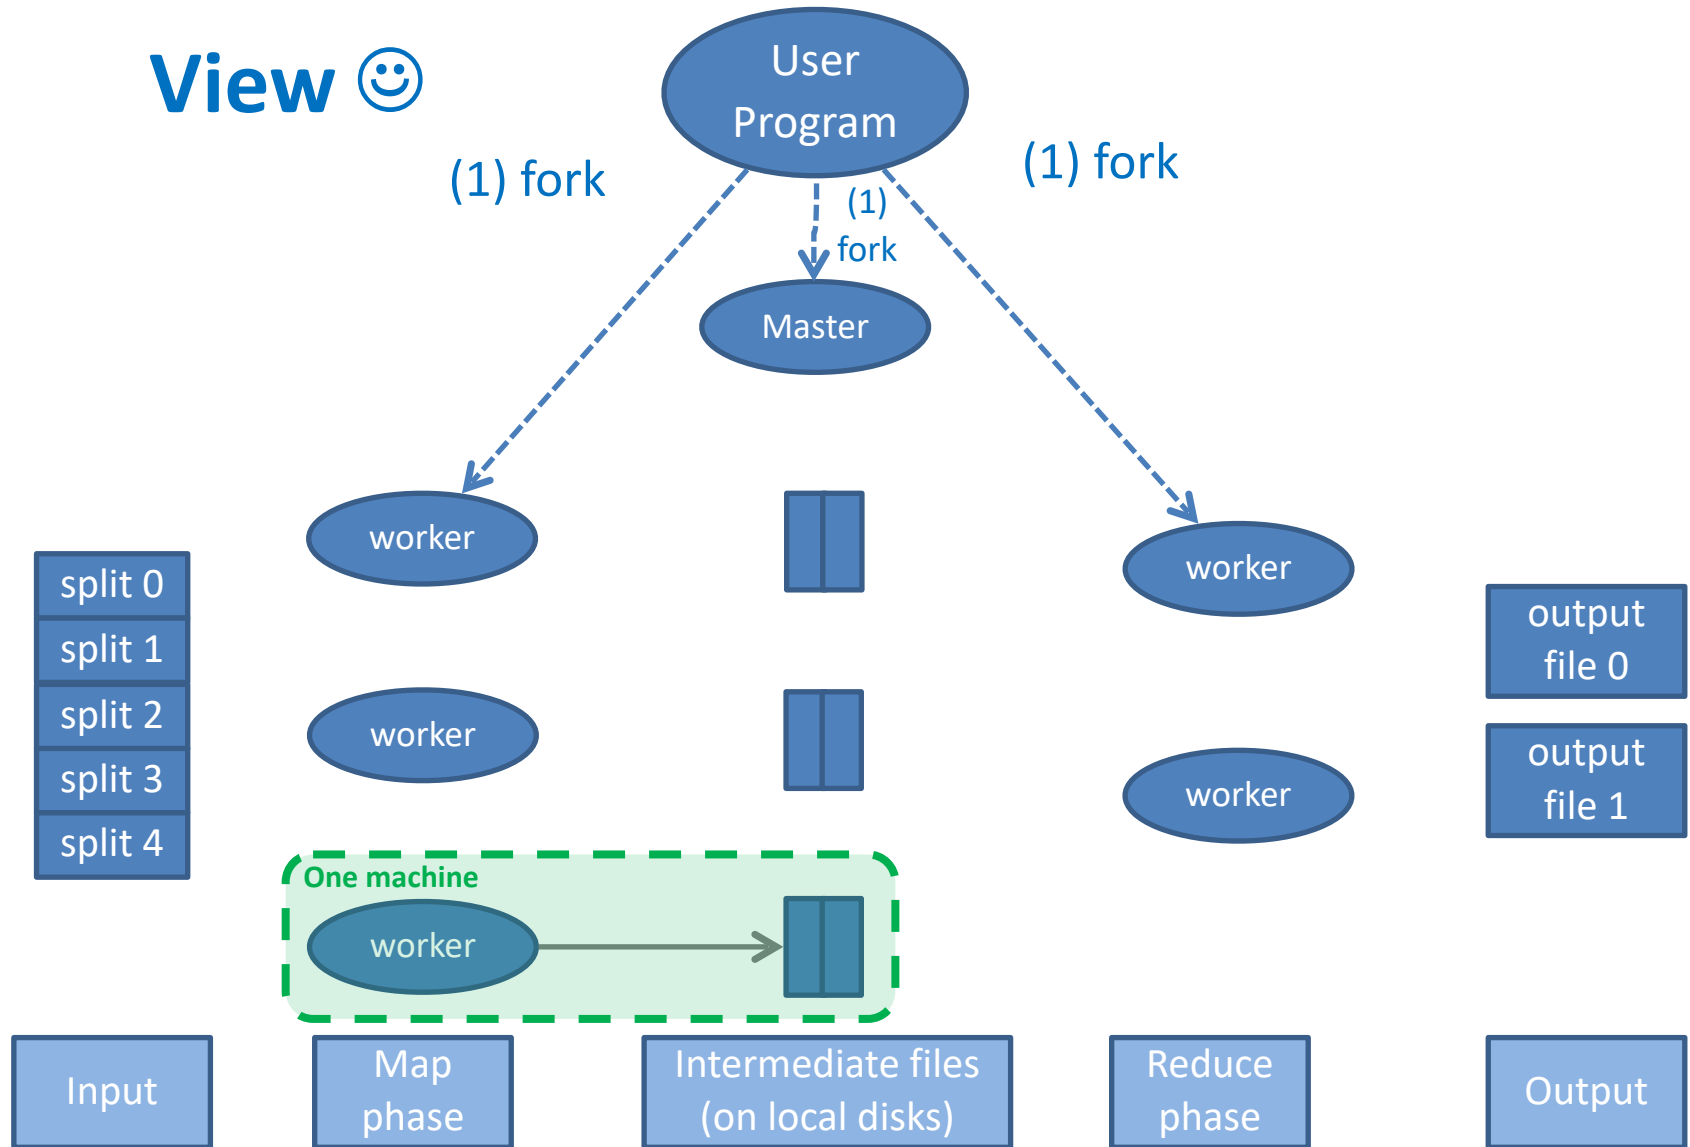 View ☺
User
Program
(1) fork
(1)
fork
(1) fork
Master
worker
worker
split 0
split 1
split 2
split 3
split 4
worker
worker
output
file 0
output
file 1
One machine
worker
Input
Map
phase
Intermediate files
(on local disks)
Reduce
phase
Output